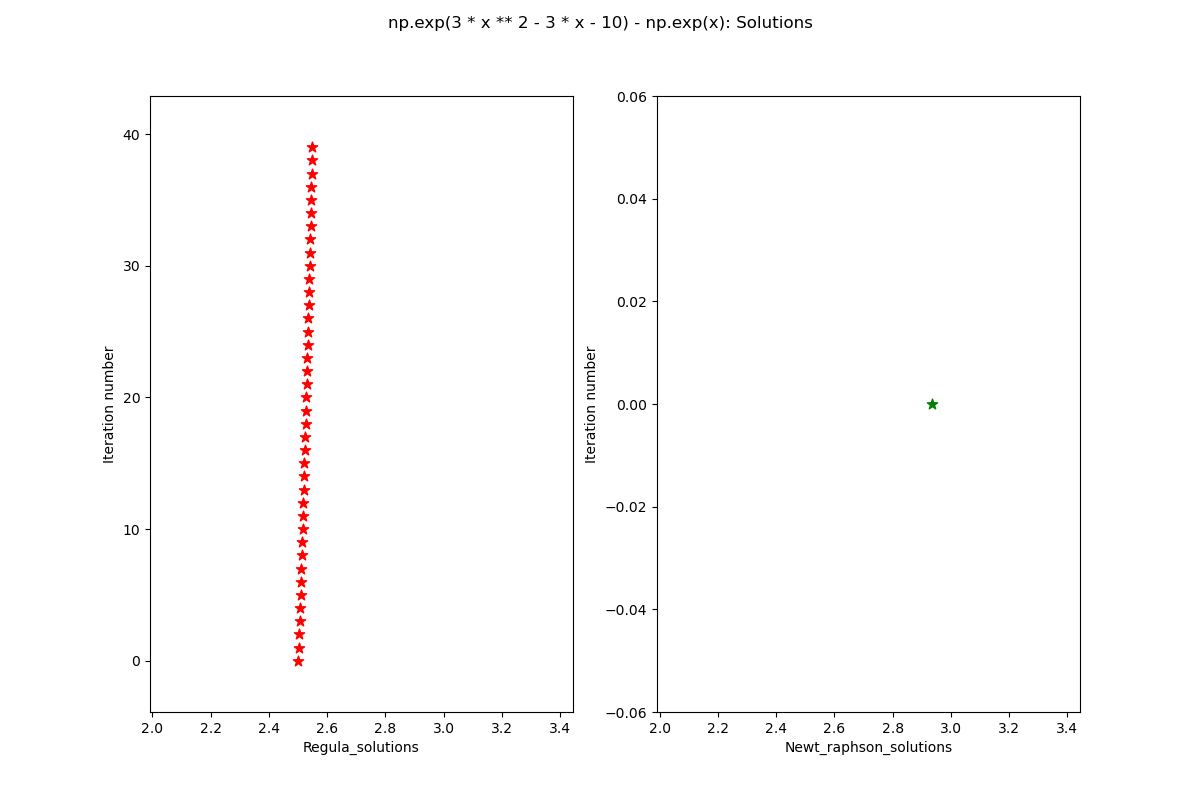 np.exp(3 * x ** 2 - 3 * x - 10) - np.exp(x): Solutions
Iteration number
40
30
20
10
0
2.0 2.2 2.4 2.6 2.8 3.0 3.2 3.4
Regula_solutions
Iteration number
0.06
0.04
0.02
0.00
−0.02
−0.04
−0.06
2.0 2.2 2.4 2.6 2.8 3.0 3.2 3.4
Newt_raphson_solutions